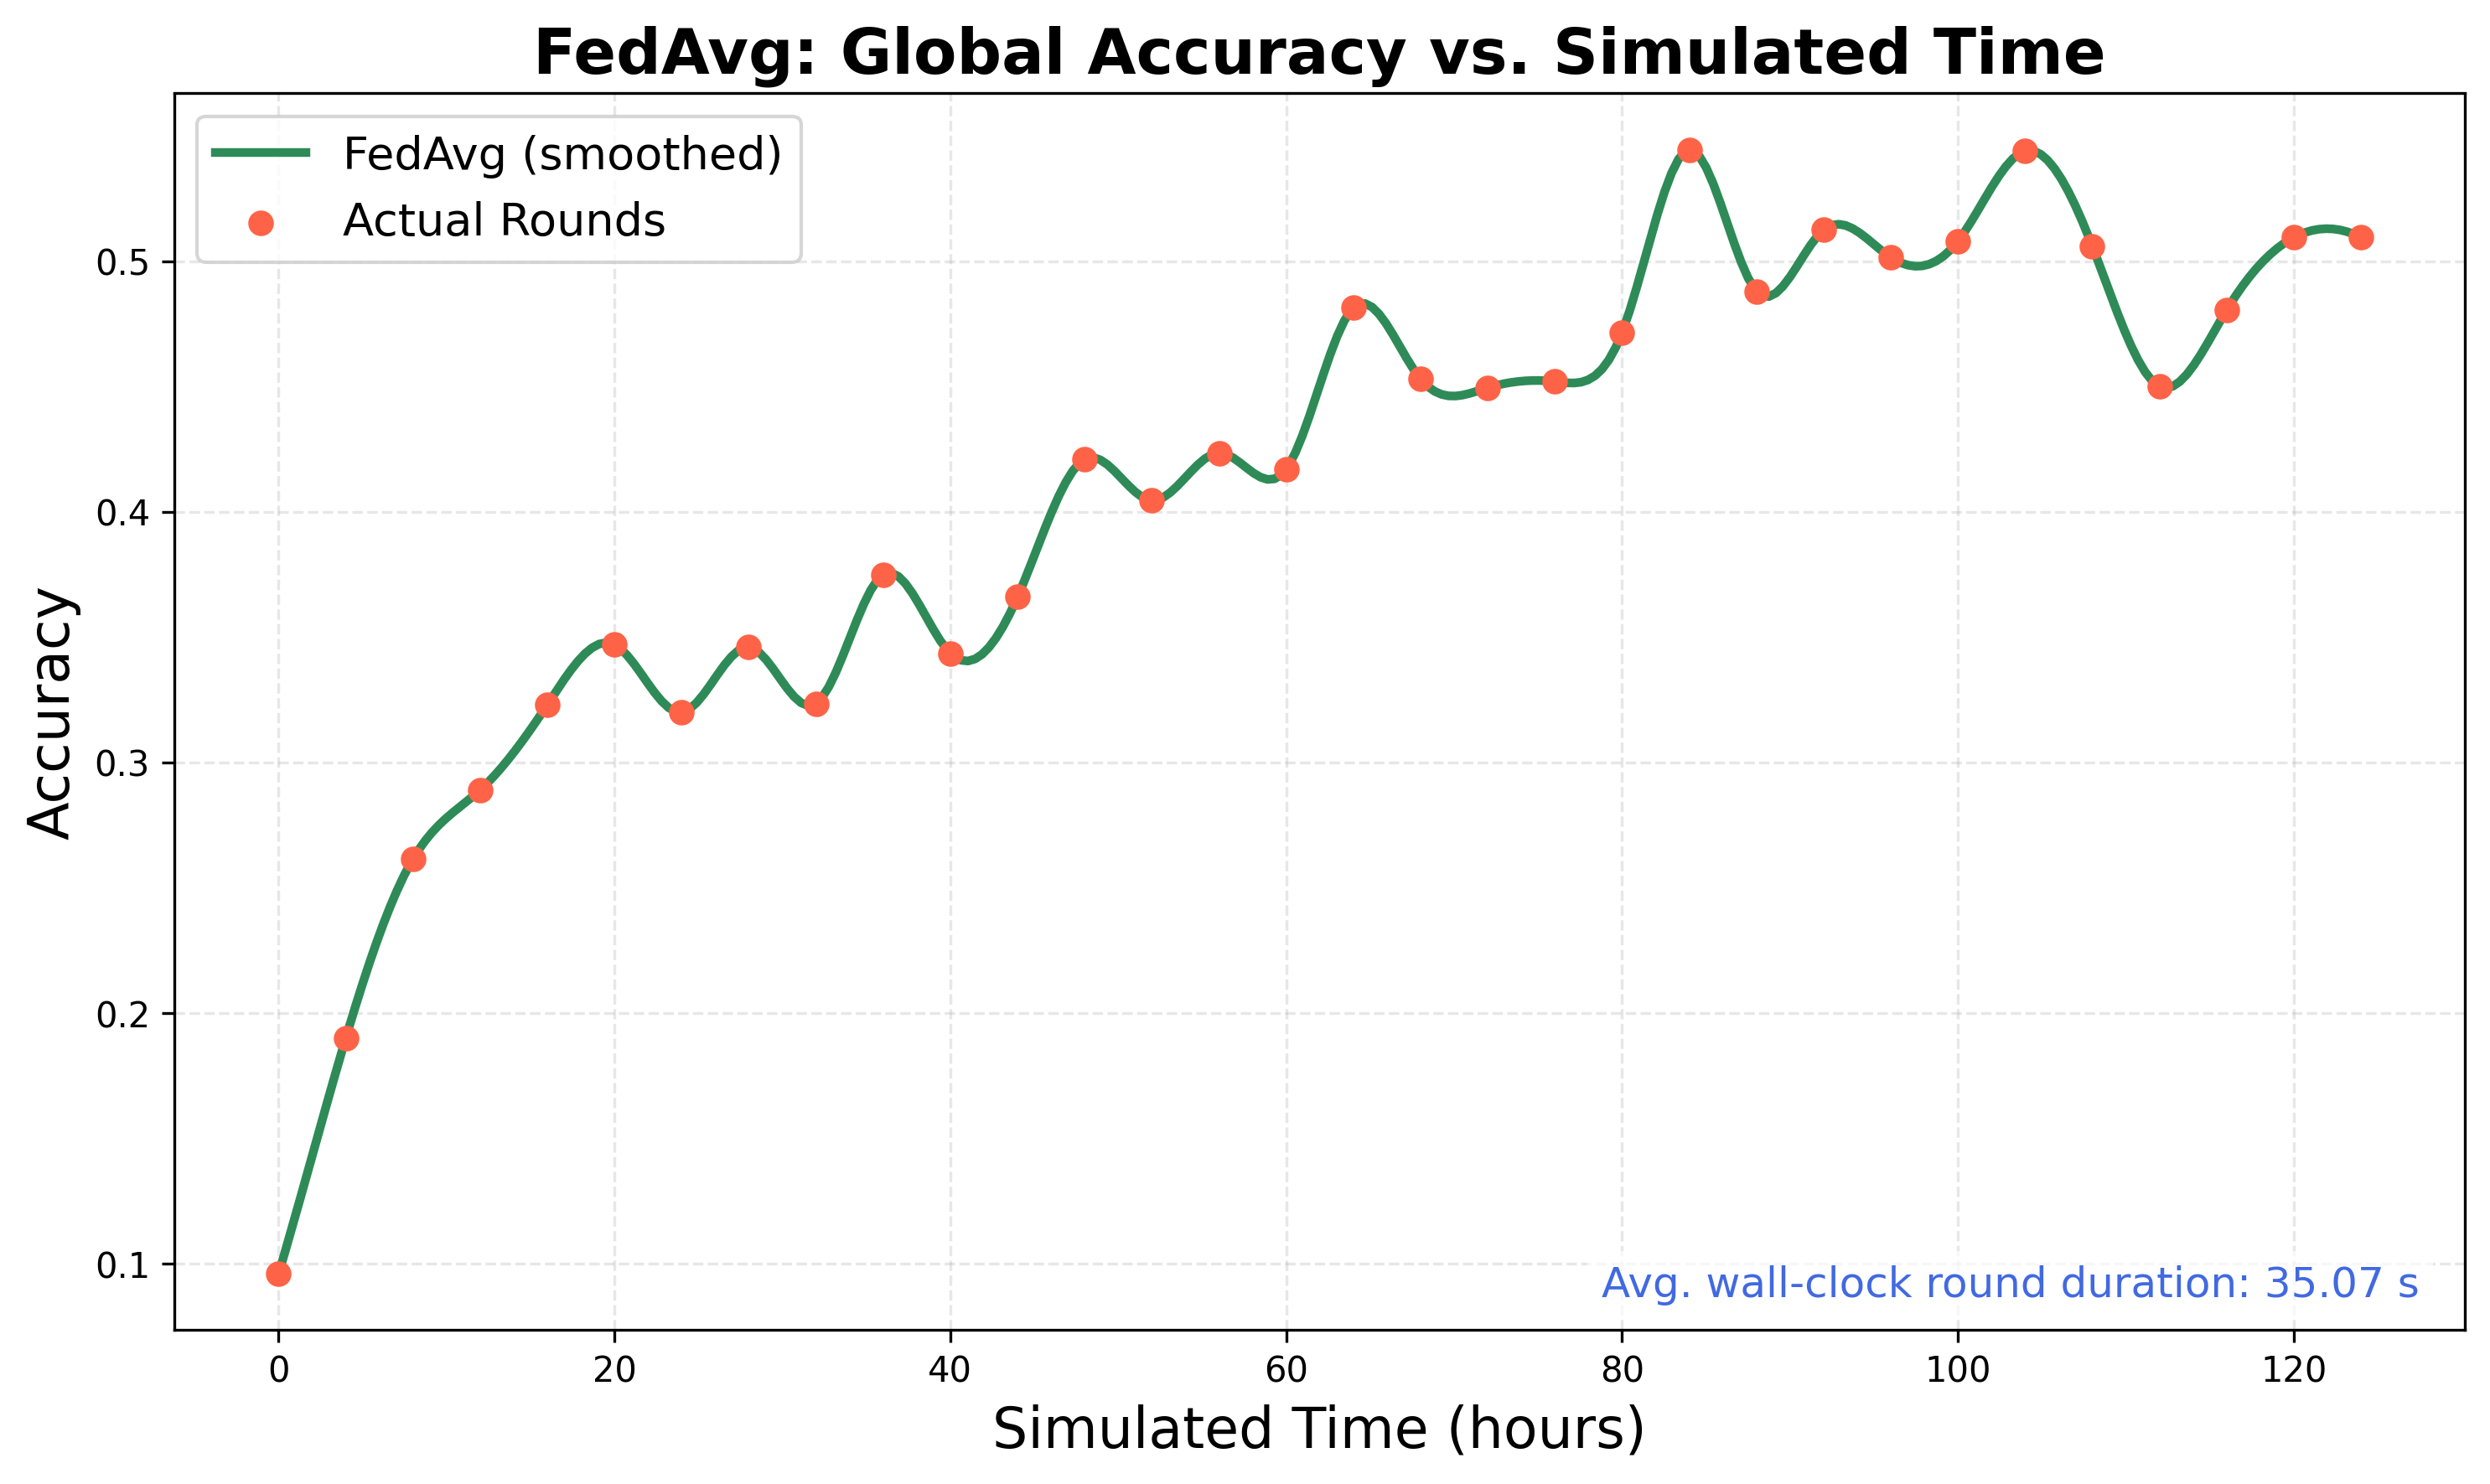 FedAvg: Global Accuracy vs. Simulated Time
FedAvg (smoothed)
Actual Rounds
Accuracy
0.5
0.4
0.3
0.2
0.1
Avg. wall-clock round duration: 35.07 s
0 20 40 60 80 100 120
Simulated Time (hours)